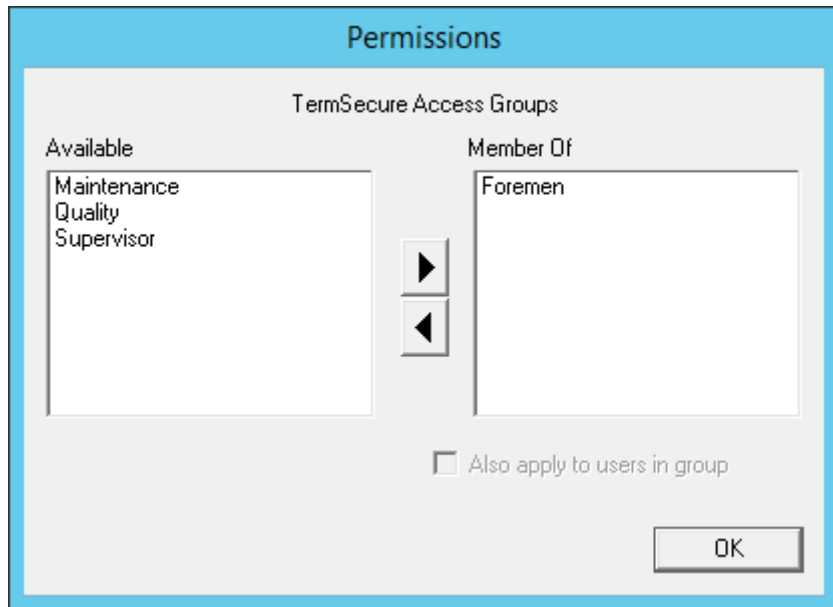 Permissions
TermSecure Access Groups
Available
Member Of
Maintenance
Quality
Supervisor
Foremen
Also apply to users in group
OK